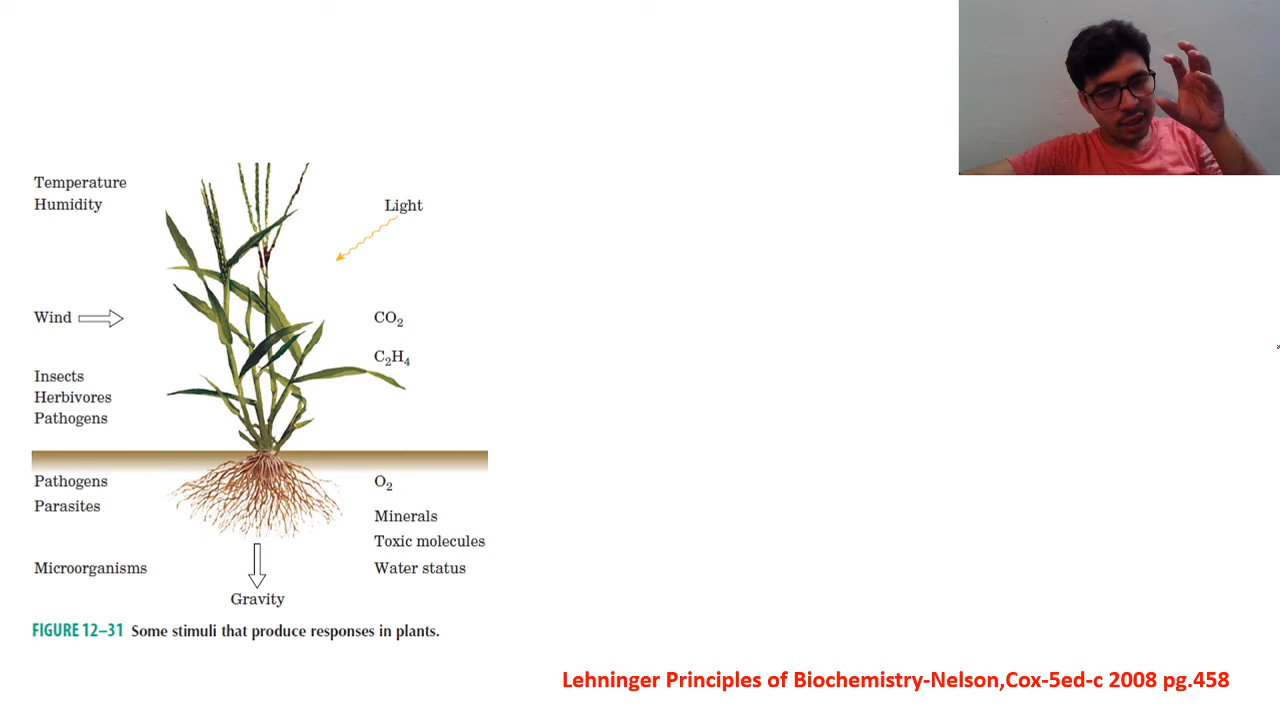 Temperature
Humidity
Light
Wind
CO₂
C₂H₄
Insects
Herbivores
Pathogens
Pathogens
Parasites
O₂
Minerals
Toxic molecules
Microorganisms
Water status
Gravity
FIGURE 12–31 Some stimuli that produce responses in plants.
Lehninger Principles of Biochemistry-Nelson,Cox-5ed-c 2008 pg.458